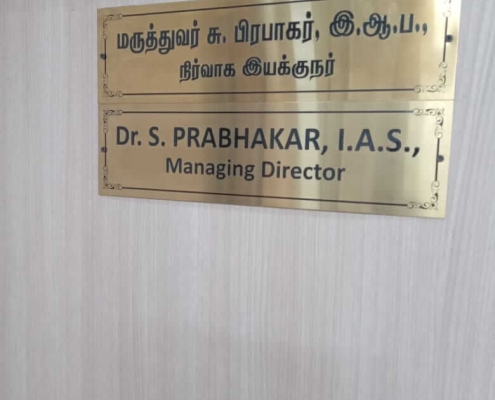 மருத்துவர் சு. பிரபாகர், இ.ஆ.ப.,
நிர்வாக இயக்குநர்
Dr. S. PRABHAKAR, I.A.S.,
Managing Director